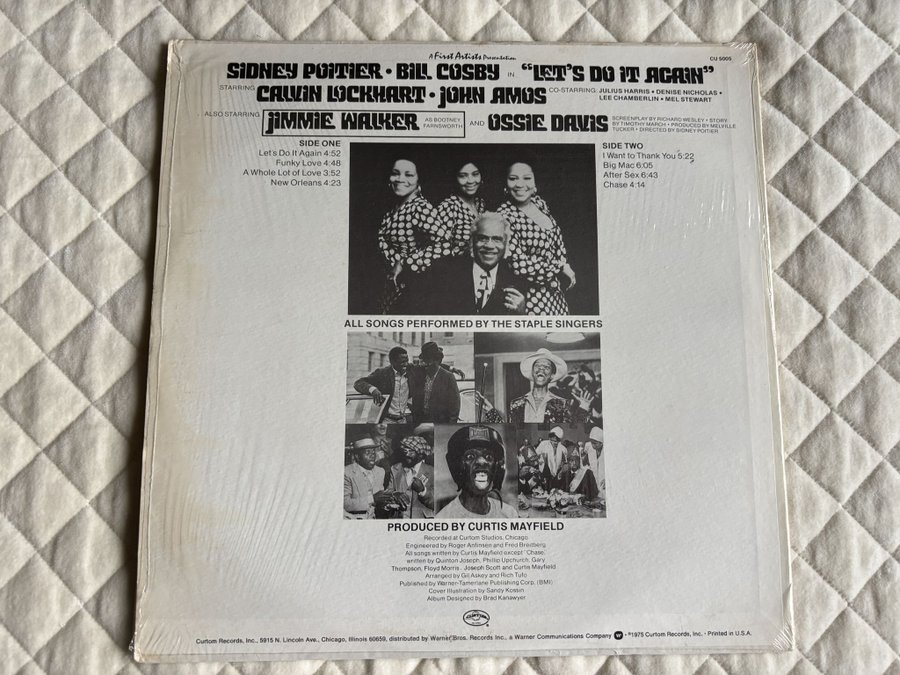 A First Artists Presentation
CU 5005
SIDNEY POITIER • BILL COSBY IN "LET'S DO IT AGAIN"
STARRING CALVIN LOCKHART • JOHN AMOS CO-STARRING: JULIUS HARRIS • DENISE NICHOLAS •
LEE CHAMBERLIN • MEL STEWART
ALSO STARRING JIMMIE WALKER AS BOOTNEY
FARNSWORTH AND OSSIE DAVIS SCREENPLAY BY RICHARD WESLEY • STORY
BY TIMOTHY MARCH • PRODUCED BY MELVILLE
TUCKER • DIRECTED BY SIDNEY POITIER
SIDE ONE
Let's Do It Again 4:52
Funky Love 4:48
A Whole Lot of Love 3:52
New Orleans 4:23
SIDE TWO
I Want to Thank You 5:22
Big Mac 6:05
After Sex 6:43
Chase 4:14
ALL SONGS PERFORMED BY THE STAPLE SINGERS
PRODUCED BY CURTIS MAYFIELD
Recorded at Curtom Studios, Chicago
Engineered by Roger Anfinsen and Fred Breitberg
All songs written by Curtis Mayfield except "Chase,"
written by Quinton Joseph, Phillip Upchurch, Gary
Thompson, Floyd Morris, Joseph Scott and Curtis Mayfield
Arranged by Gil Askey and Rich Tufo
Published by Warner-Tamerlane Publishing Corp. (BMI)
Cover Illustration by Sandy Kossin
Album Designed by Brad Kanawyer
CURTOM
Curtom Records, Inc., 5915 N. Lincoln Ave., Chicago, Illinois 60659, distributed by Warner Bros. Records Inc., a Warner Communications Company • ℗1975 Curtom Records, Inc. • Printed in U.S.A.